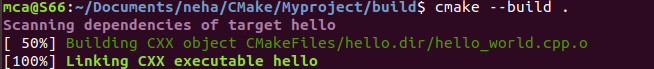 mca@S66:~/Documents/neha/CMake/Myproject/build$ cmake --build .
Scanning dependencies of target hello
[ 50%] Building CXX object CMakeFiles/hello.dir/hello_world.cpp.o
[100%] Linking CXX executable hello